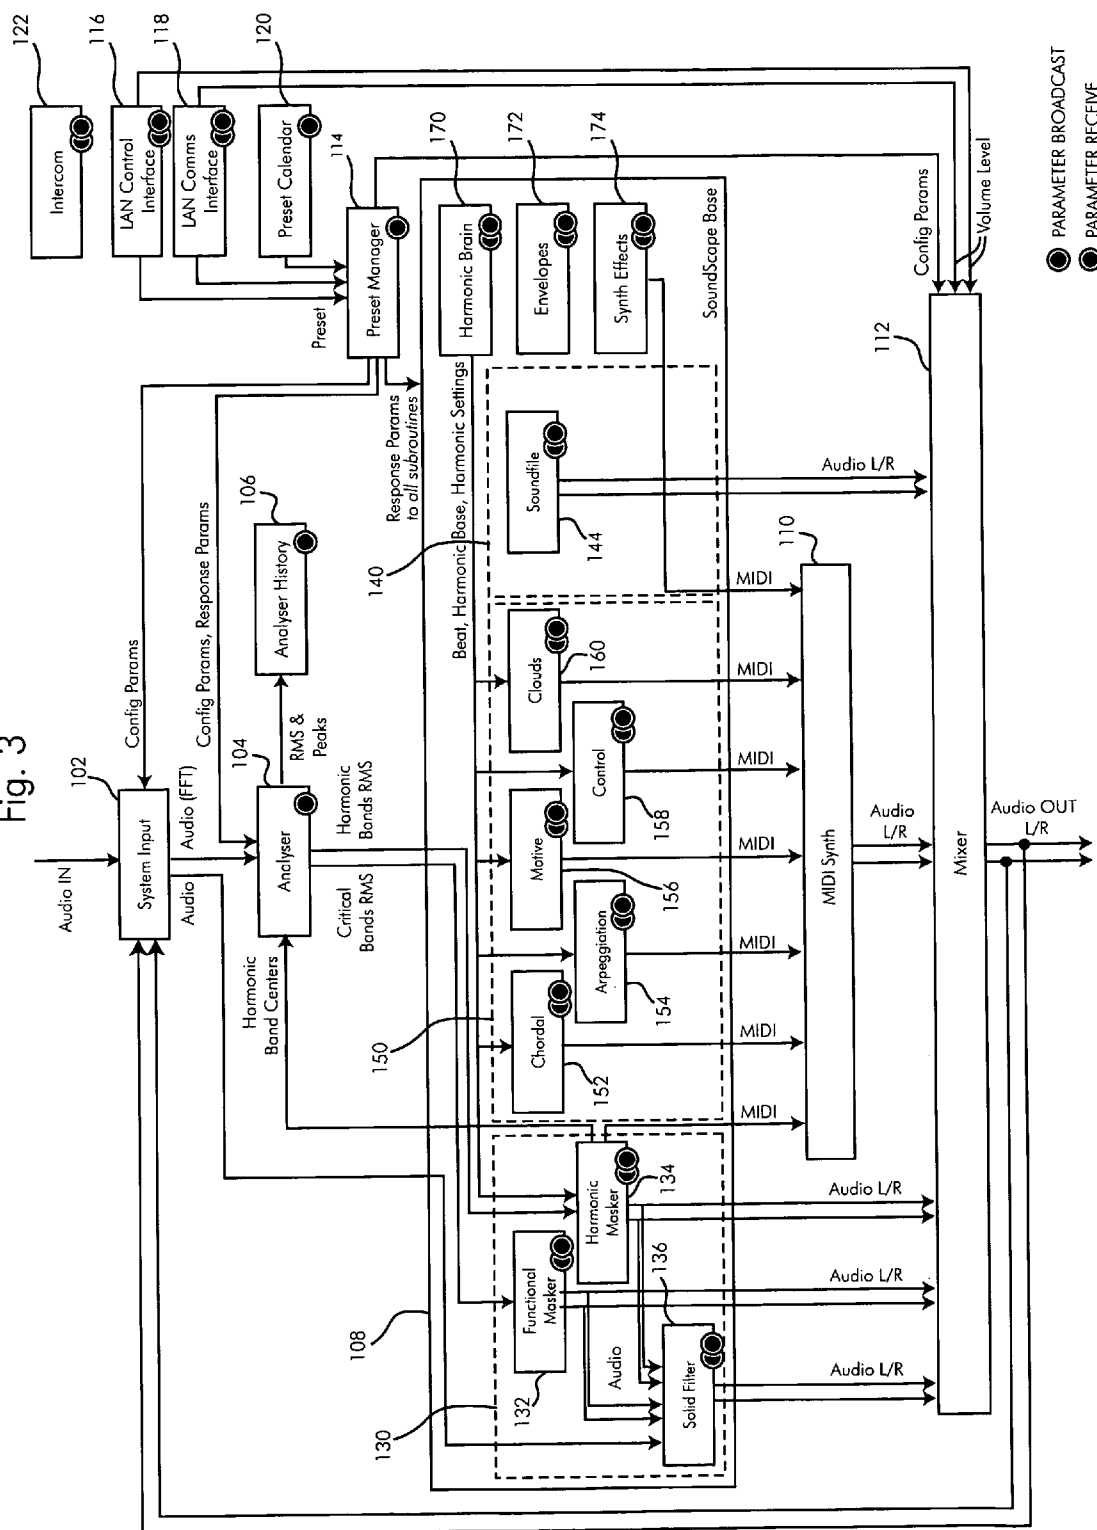 Fig. 3
Audio IN
102
System Input
Config Params
Audio
Audio (FFT)
Config Params, Response Params
Harmonic
Band Centers
104
Analyser
RMS &
Peaks
106
Analyser History
Critical
Bands RMS
Harmonic
Bands RMS
122
Intercom
116
LAN Control
Interface
118
LAN Comms
Interface
120
Preset Calendar
Preset
114
Preset Manager
Response Params
to all subroutines
108
Beat, Harmonic Base, Harmonic Settings
170
Harmonic Brain
172
Envelopes
174
Synth Effects
SoundScape Base
130
132
Functional
Masker
134
Harmonic
Masker
136
Solid Filter
Audio
150
152
Chordal
154
Arpeggiation
156
Motive
158
Control
160
Clouds
140
144
Soundfile
MIDI
MIDI
MIDI
MIDI
MIDI
MIDI
MIDI
110
MIDI Synth
Audio L/R
Audio L/R
Audio L/R
Audio
L/R
Audio L/R
Config Params
Volume Level
112
Mixer
Audio OUT
L/R
PARAMETER BROADCAST
PARAMETER RECEIVE